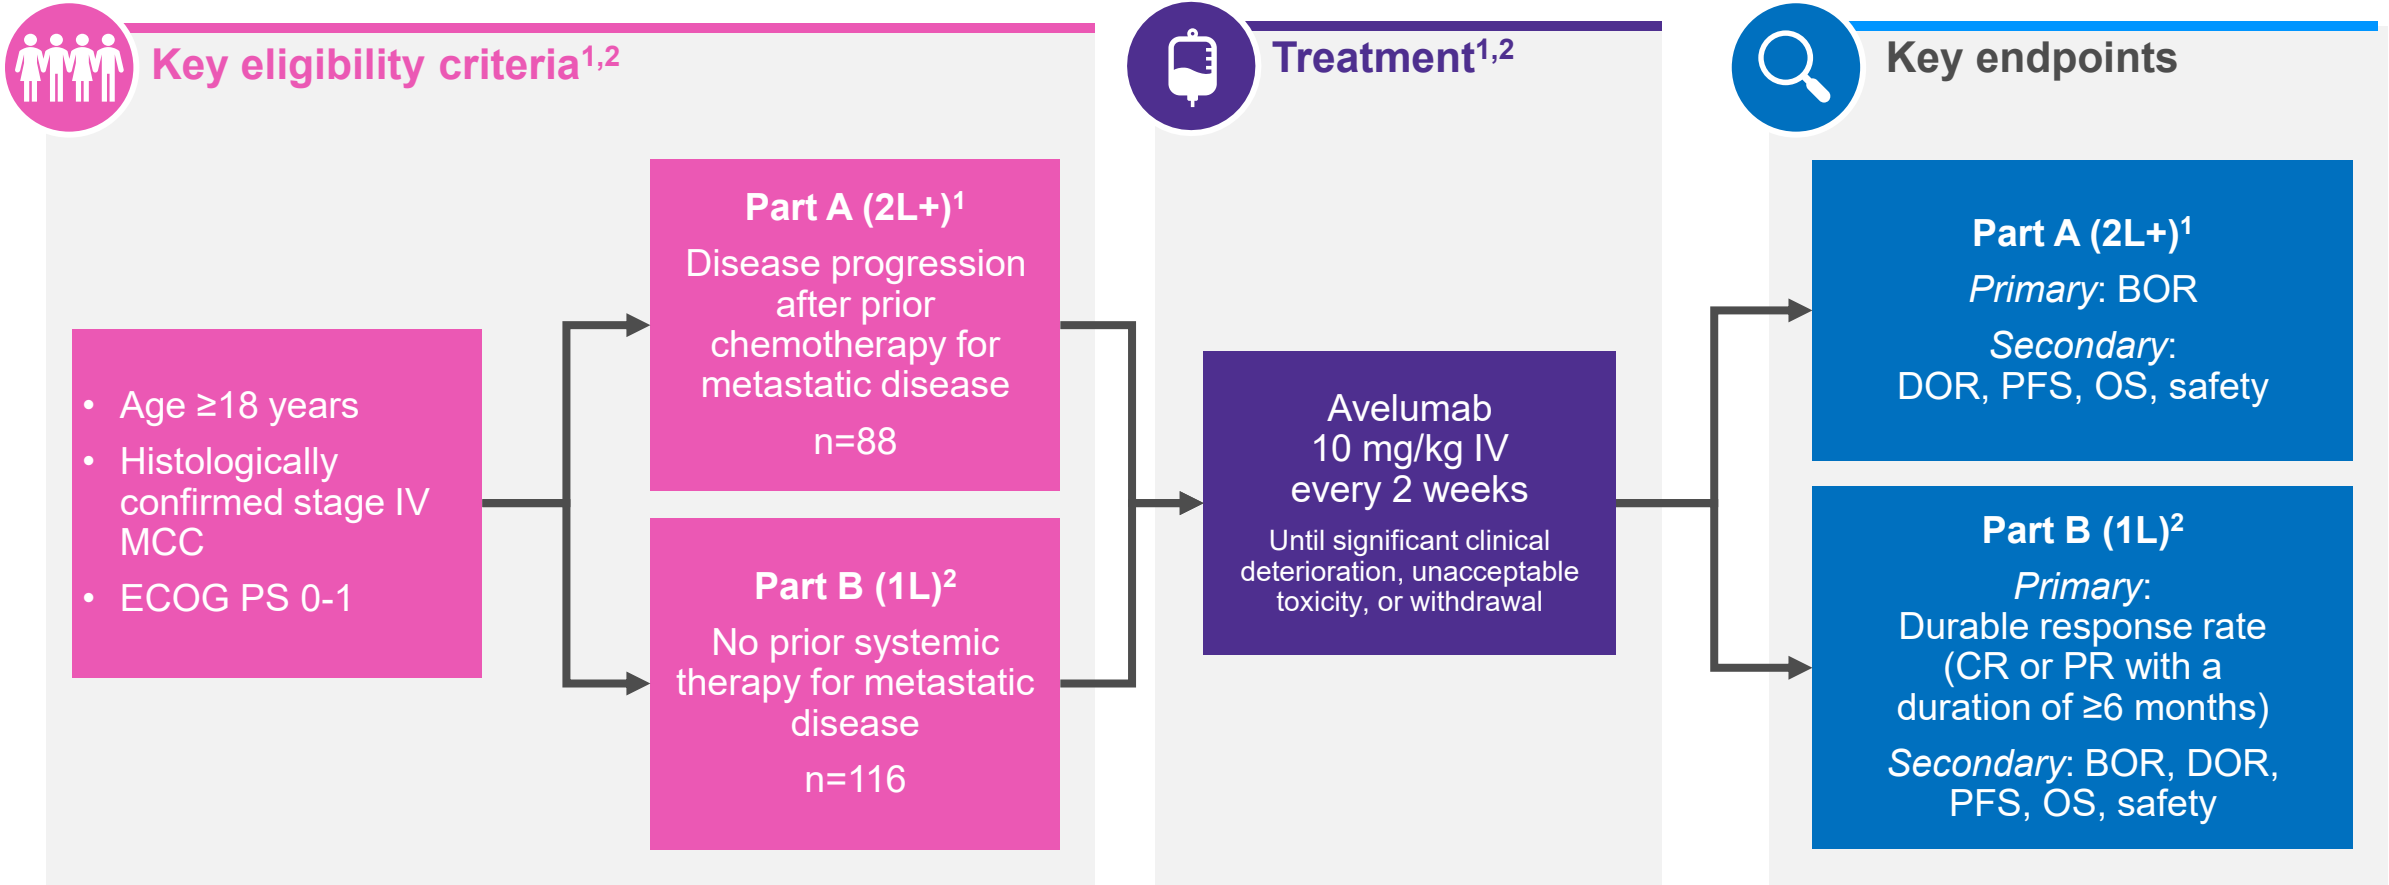 Key eligibility criteria1,2
• Age ≥18 years
• Histologically
confirmed stage IV
MCC
• ECOG PS 0-1
Part A (2L+)1
Disease progression
after prior
chemotherapy for
metastatic disease
n=88
Part B (1L)2
No prior systemic
therapy for metastatic
disease
n=116
Treatment1,2
Avelumab
10 mg/kg IV
every 2 weeks
Until significant clinical
deterioration, unacceptable
toxicity, or withdrawal
Key endpoints
Part A (2L+)1
Primary: BOR
Secondary:
DOR, PFS, OS, safety
Part B (1L)2
Primary:
Durable response rate
(CR or PR with a
duration of ≥6 months)
Secondary: BOR, DOR,
PFS, OS, safety